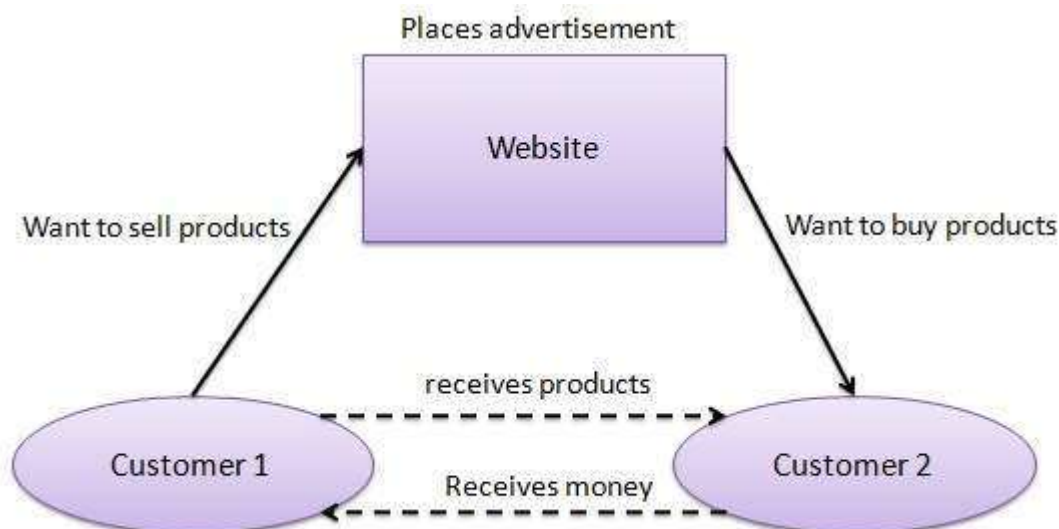 Places advertisement
Website
Want to sell products
Want to buy products
receives products
Customer 1
Customer 2
Receives money